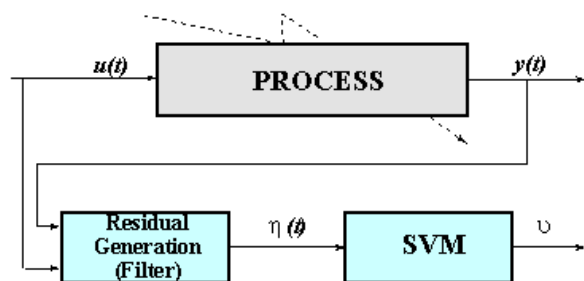 u(t)
PROCESS
y(t)
Residual
Generation
(Filter)
η (t)
SVM
υ